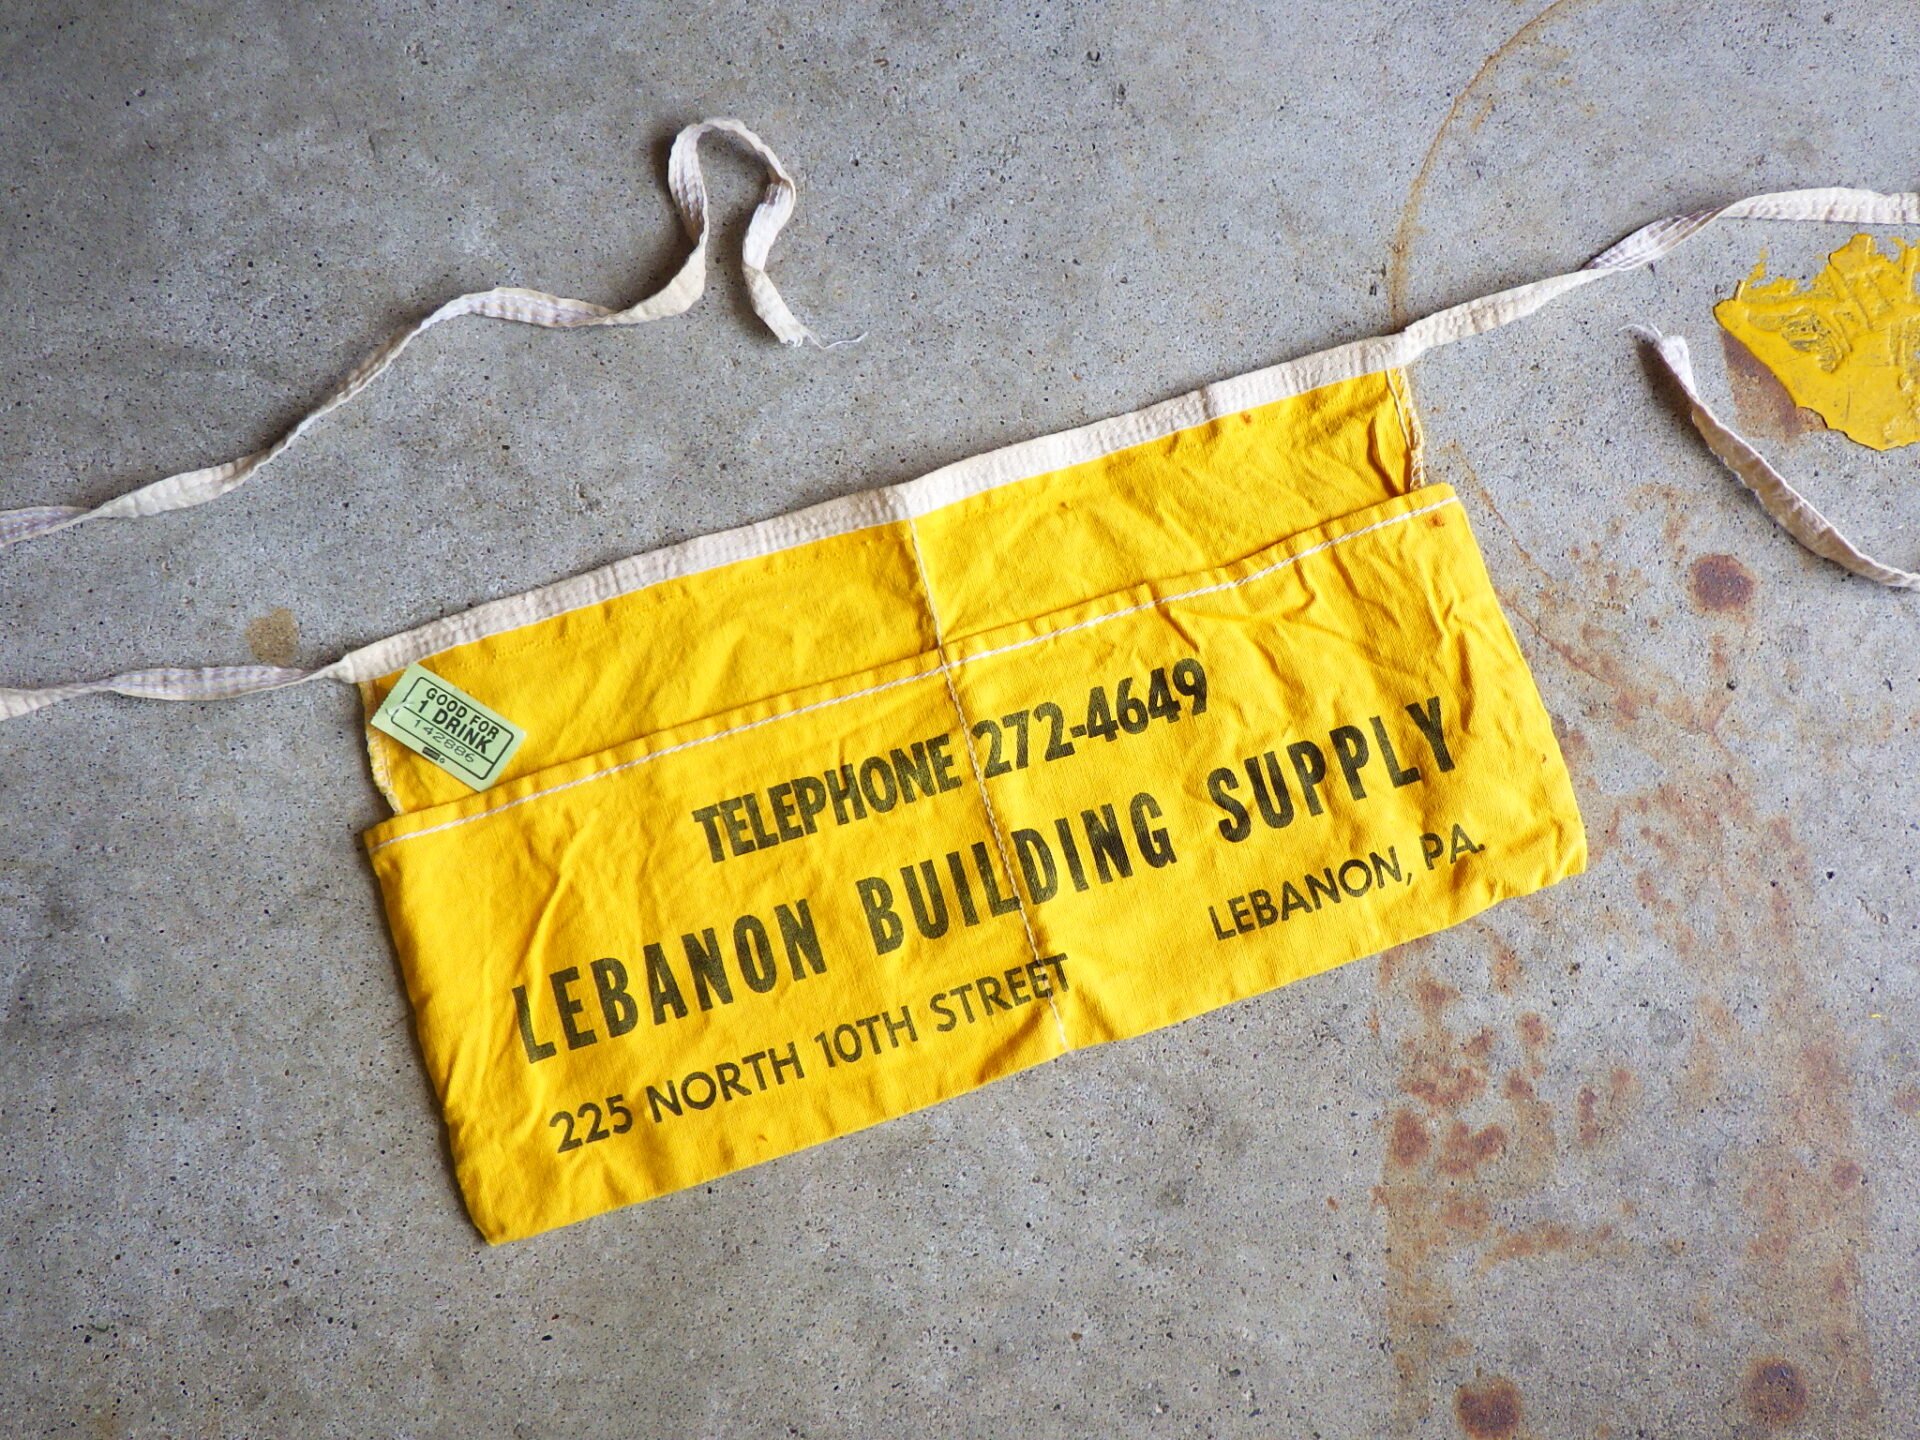 GOOD FOR
1 DRINK
142886
TELEPHONE 272-4649
LEBANON BUILDING SUPPLY
225 NORTH 10TH STREET
LEBANON, PA.